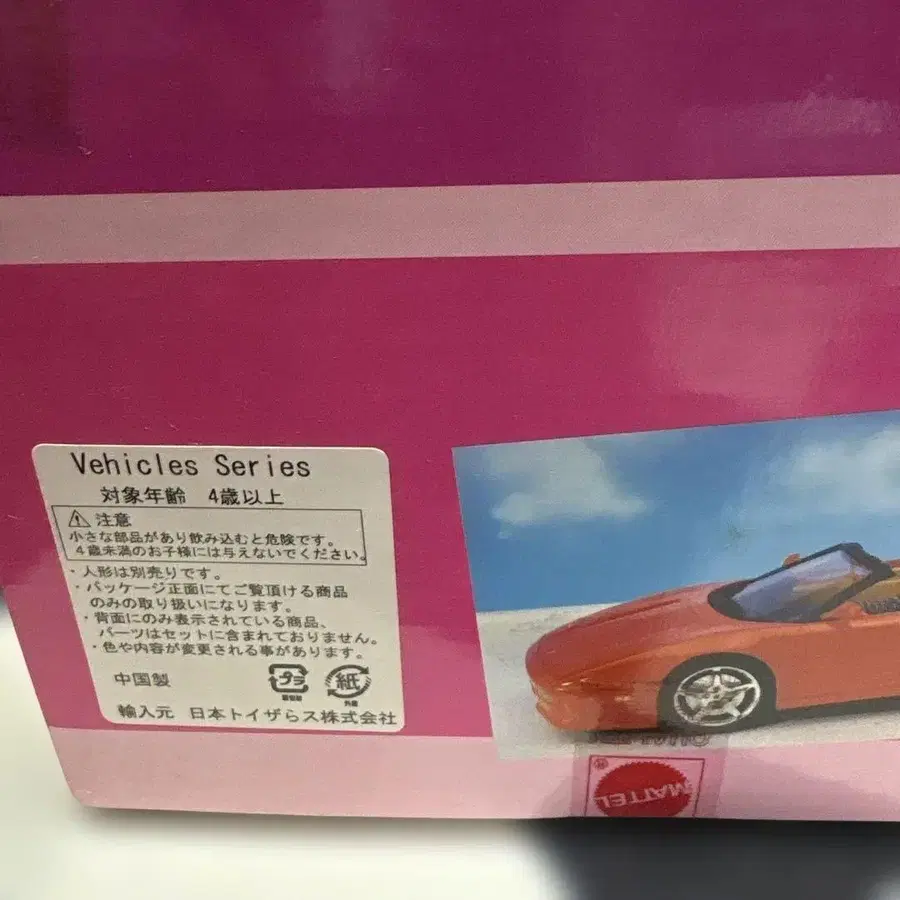 Vehicles Series
対象年齢 4歳以上
⚠ 注意
小さな部品があり飲み込むと危険です。
4歳未満のお子様には与えないでください。
・人形は別売りです。
・パッケージ正面にてご覧頂ける商品
のみの取り扱いになります。
・背面にのみ表示されている商品、
パーツはセットに含まれておりません。
・色や内容が変更される事があります。
中国製
プラ
紙
輸入元 日本トイザらス株式会社
MATTEL
®